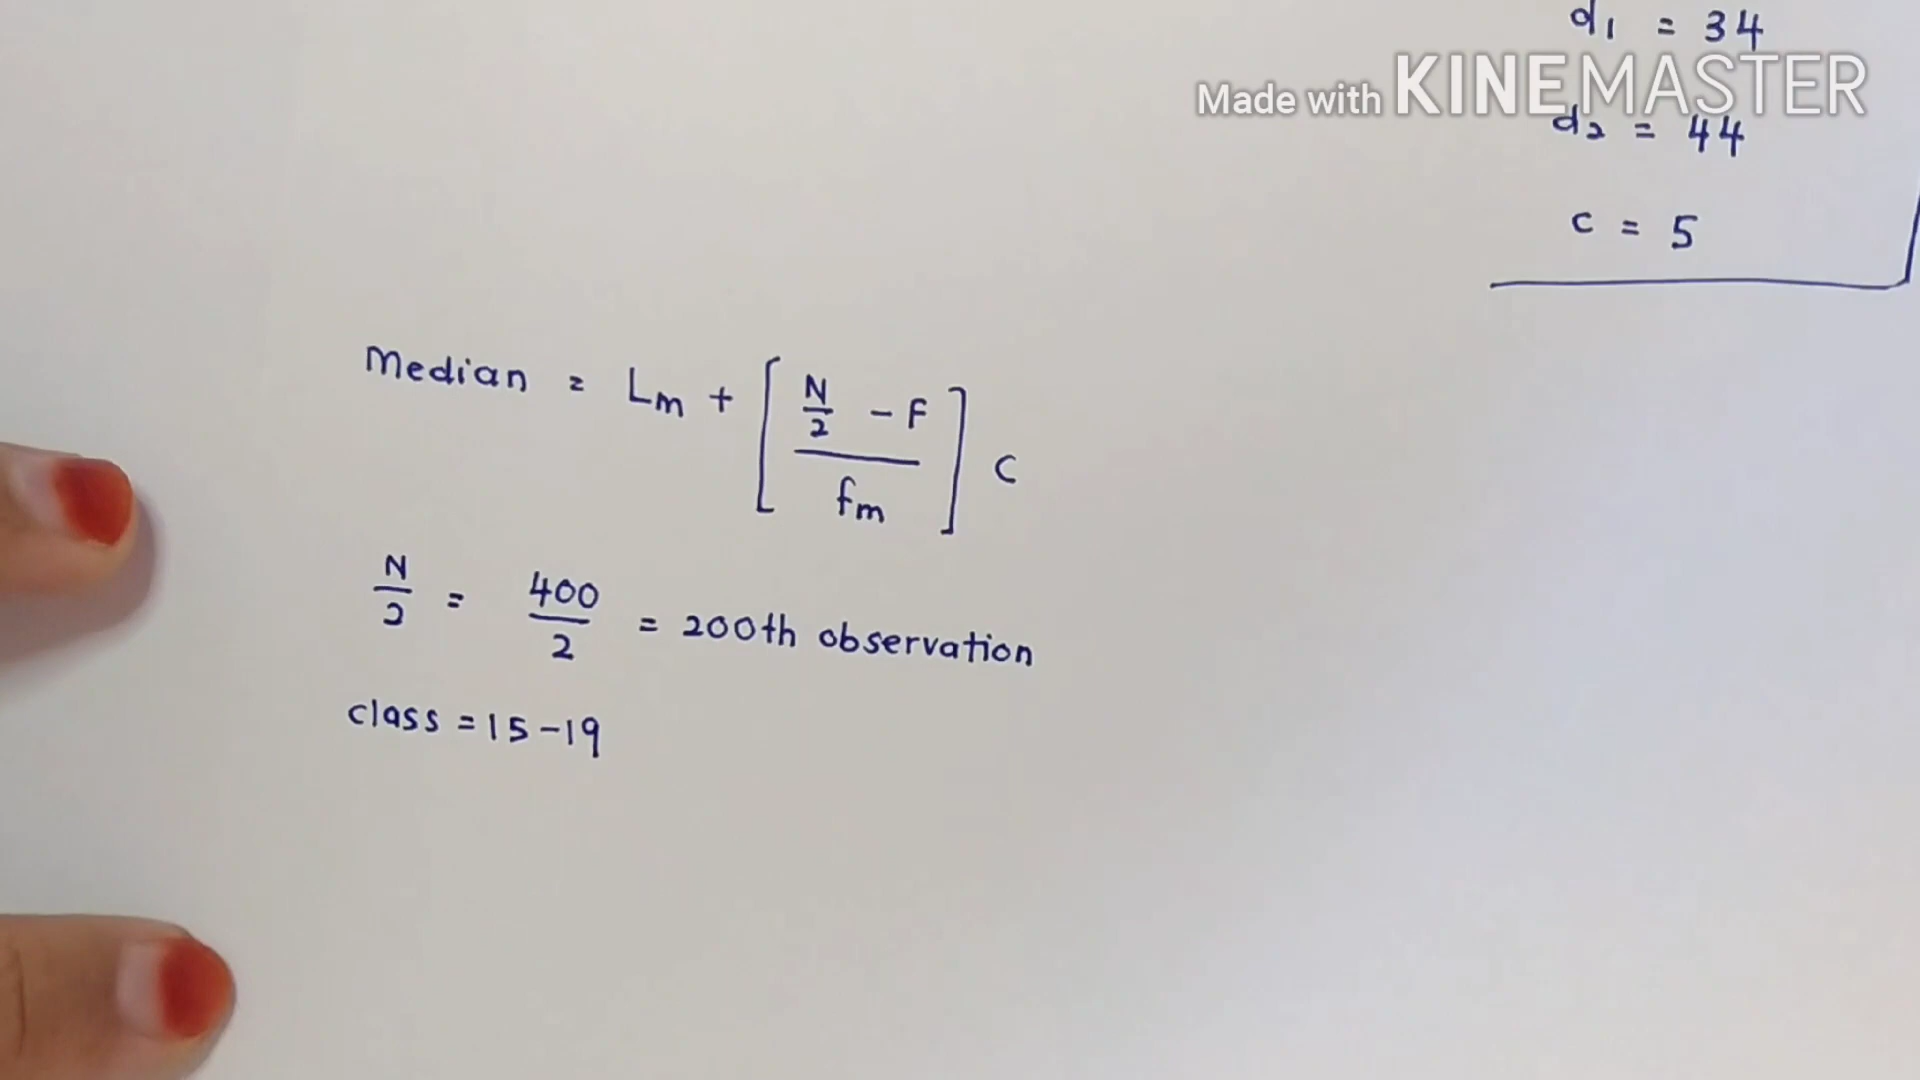 d1 = 34
Made with KINEMASTER
d2 = 44
c = 5
Median = Lm + [ N/2 - F / fm ] C
N/2 = 400/2 = 200th observation
class = 15-19